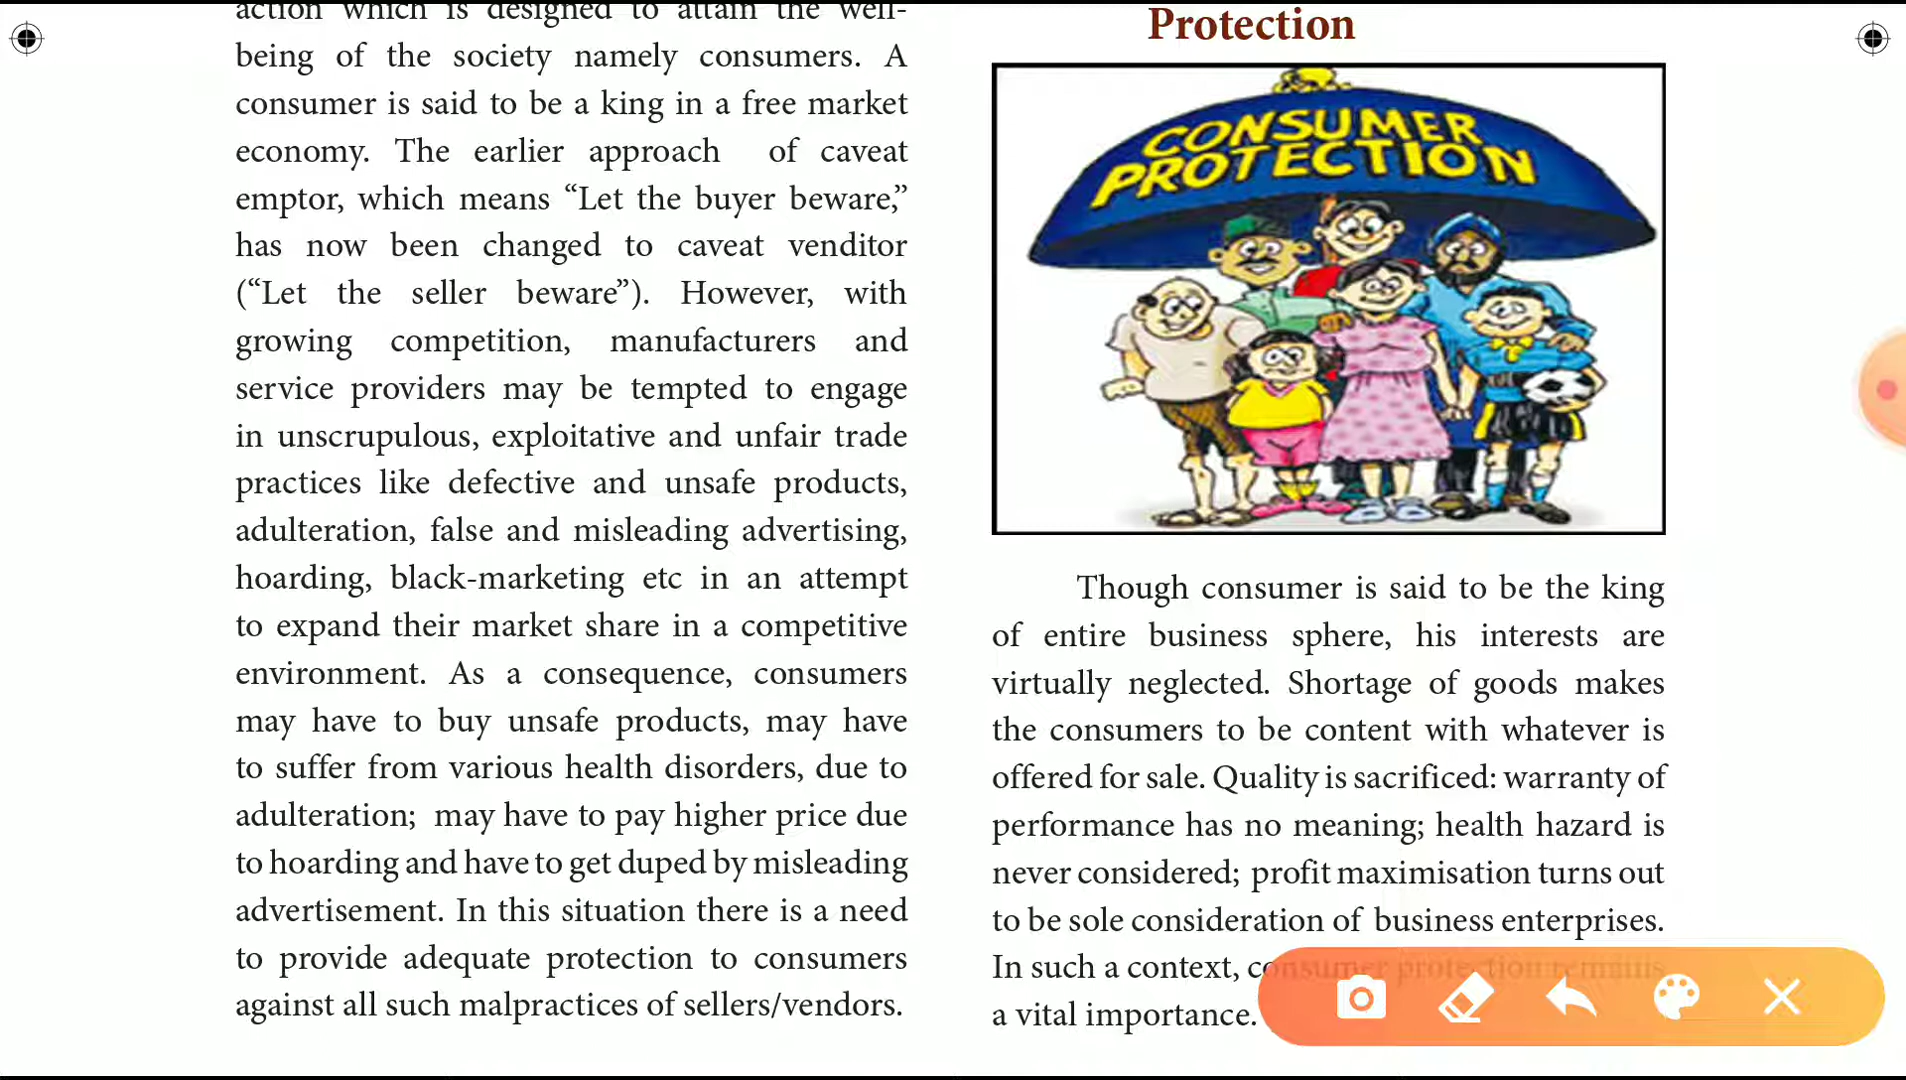 action which is designed to attain the well-
being of the society namely consumers. A
consumer is said to be a king in a free market
economy. The earlier approach of caveat
emptor, which means “Let the buyer beware,”
has now been changed to caveat venditor
(“Let the seller beware”). However, with
growing competition, manufacturers and
service providers may be tempted to engage
in unscrupulous, exploitative and unfair trade
practices like defective and unsafe products,
adulteration, false and misleading advertising,
hoarding, black-marketing etc in an attempt
to expand their market share in a competitive
environment. As a consequence, consumers
may have to buy unsafe products, may have
to suffer from various health disorders, due to
adulteration; may have to pay higher price due
to hoarding and have to get duped by misleading
advertisement. In this situation there is a need
to provide adequate protection to consumers
against all such malpractices of sellers/vendors.
Protection
CONSUMER
PROTECTION
Though consumer is said to be the king
of entire business sphere, his interests are
virtually neglected. Shortage of goods makes
the consumers to be content with whatever is
offered for sale. Quality is sacrificed: warranty of
performance has no meaning; health hazard is
never considered; profit maximisation turns out
to be sole consideration of business enterprises.
In such a context, consumer protection remains
a vital importance.